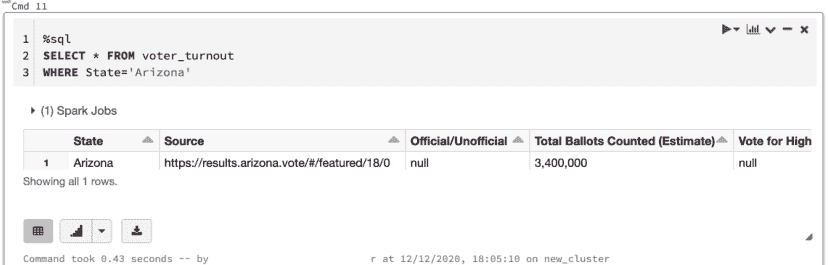 Cmd 11
1 %sql
2 SELECT * FROM voter_turnout
3 WHERE State='Arizona'
(1) Spark Jobs
State Source Official/Unofficial Total Ballots Counted (Estimate) Vote for High
1 Arizona https://results.arizona.vote/#/featured/18/0 null 3,400,000 null
Showing all 1 rows.
Command took 0.43 seconds -- by r at 12/12/2020, 18:05:10 on new_cluster